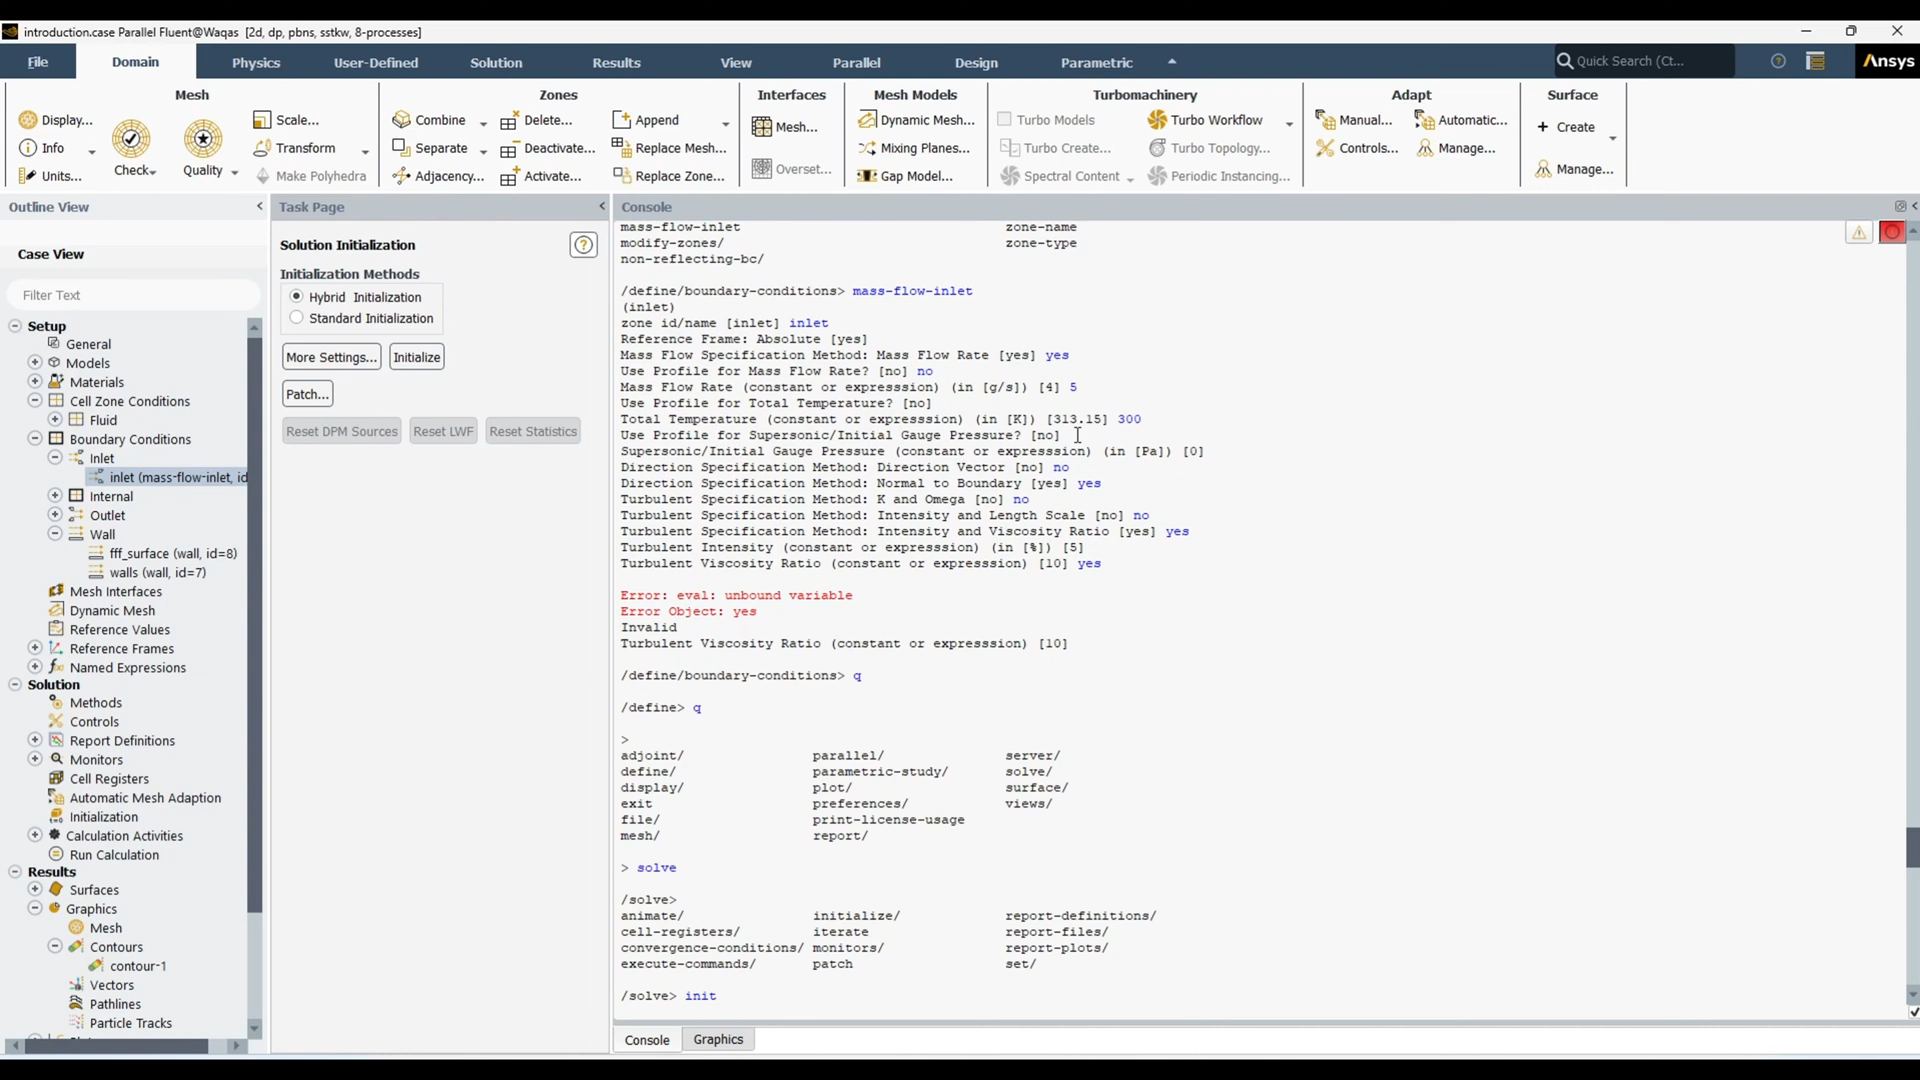 introduction.case Parallel Fluent@Waqas [2d, dp, pbns, sstkw, 8-processes]
File
Domain
Physics
User-Defined
Solution
Results
View
Parallel
Design
Parametric
Quick Search (Ct...
Ansys
Mesh
Display...
Info
Units...
Check
Quality
Scale...
Transform
Make Polyhedra
Zones
Combine
Separate
Adjacency...
Delete...
Deactivate...
Activate...
Append
Replace Mesh...
Replace Zone...
Interfaces
Mesh...
Overset...
Mesh Models
Dynamic Mesh...
Mixing Planes...
Gap Model...
Turbomachinery
Turbo Models
Turbo Create...
Spectral Content
Turbo Workflow
Turbo Topology...
Periodic Instancing...
Adapt
Manual...
Controls...
Automatic...
Manage...
Surface
Create
Manage...
Outline View
Case View
Filter Text
Setup
General
Models
Materials
Cell Zone Conditions
Fluid
Boundary Conditions
Inlet
inlet (mass-flow-inlet, id
Internal
Outlet
Wall
fff_surface (wall, id=8)
walls (wall, id=7)
Mesh Interfaces
Dynamic Mesh
Reference Values
Reference Frames
Named Expressions
Solution
Methods
Controls
Report Definitions
Monitors
Cell Registers
Automatic Mesh Adaption
Initialization
Calculation Activities
Run Calculation
Results
Surfaces
Graphics
Mesh
Contours
contour-1
Vectors
Pathlines
Particle Tracks
Task Page
Solution Initialization
Initialization Methods
Hybrid Initialization
Standard Initialization
More Settings... Initialize
Patch...
Reset DPM Sources Reset LWF Reset Statistics
Console
mass-flow-inlet zone-name
modify-zones/ zone-type
non-reflecting-bc/
/define/boundary-conditions> mass-flow-inlet
(inlet)
zone id/name [inlet] inlet
Reference Frame: Absolute [yes]
Mass Flow Specification Method: Mass Flow Rate [yes] yes
Use Profile for Mass Flow Rate? [no] no
Mass Flow Rate (constant or expresssion) (in [g/s]) [4] 5
Use Profile for Total Temperature? [no]
Total Temperature (constant or expresssion) (in [K]) [313.15] 300
Use Profile for Supersonic/Initial Gauge Pressure? [no]
Supersonic/Initial Gauge Pressure (constant or expresssion) (in [Pa]) [0]
Direction Specification Method: Direction Vector [no] no
Direction Specification Method: Normal to Boundary [yes] yes
Turbulent Specification Method: K and Omega [no] no
Turbulent Specification Method: Intensity and Length Scale [no] no
Turbulent Specification Method: Intensity and Viscosity Ratio [yes] yes
Turbulent Intensity (constant or expresssion) (in [%]) [5]
Turbulent Viscosity Ratio (constant or expresssion) [10] yes
Error: eval: unbound variable
Error Object: yes
Invalid
Turbulent Viscosity Ratio (constant or expresssion) [10]
/define/boundary-conditions> q
/define> q
>
adjoint/ parallel/ server/
define/ parametric-study/ solve/
display/ plot/ surface/
exit preferences/ views/
file/ print-license-usage
mesh/ report/
> solve
/solve>
animate/ initialize/ report-definitions/
cell-registers/ iterate report-files/
convergence-conditions/ monitors/ report-plots/
execute-commands/ patch set/
/solve> init
Console Graphics